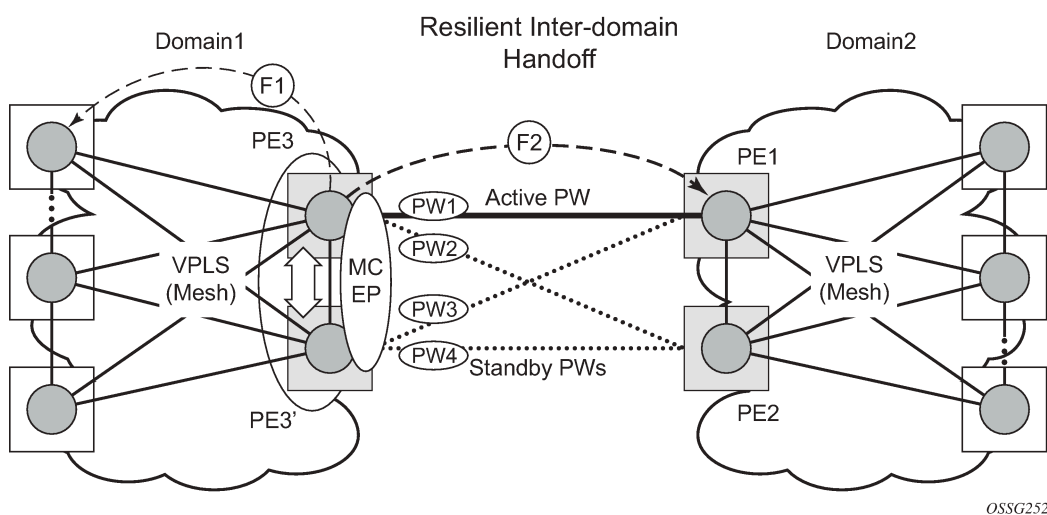 Resilient Inter-domain
Handoff
Domain1
Domain2
F1
F2
PE3
PE1
PW1
Active PW
PW2
VPLS
(Mesh)
MC
EP
VPLS
(Mesh)
PW3
PW4
Standby PWs
PE3’
PE2
OSSG252